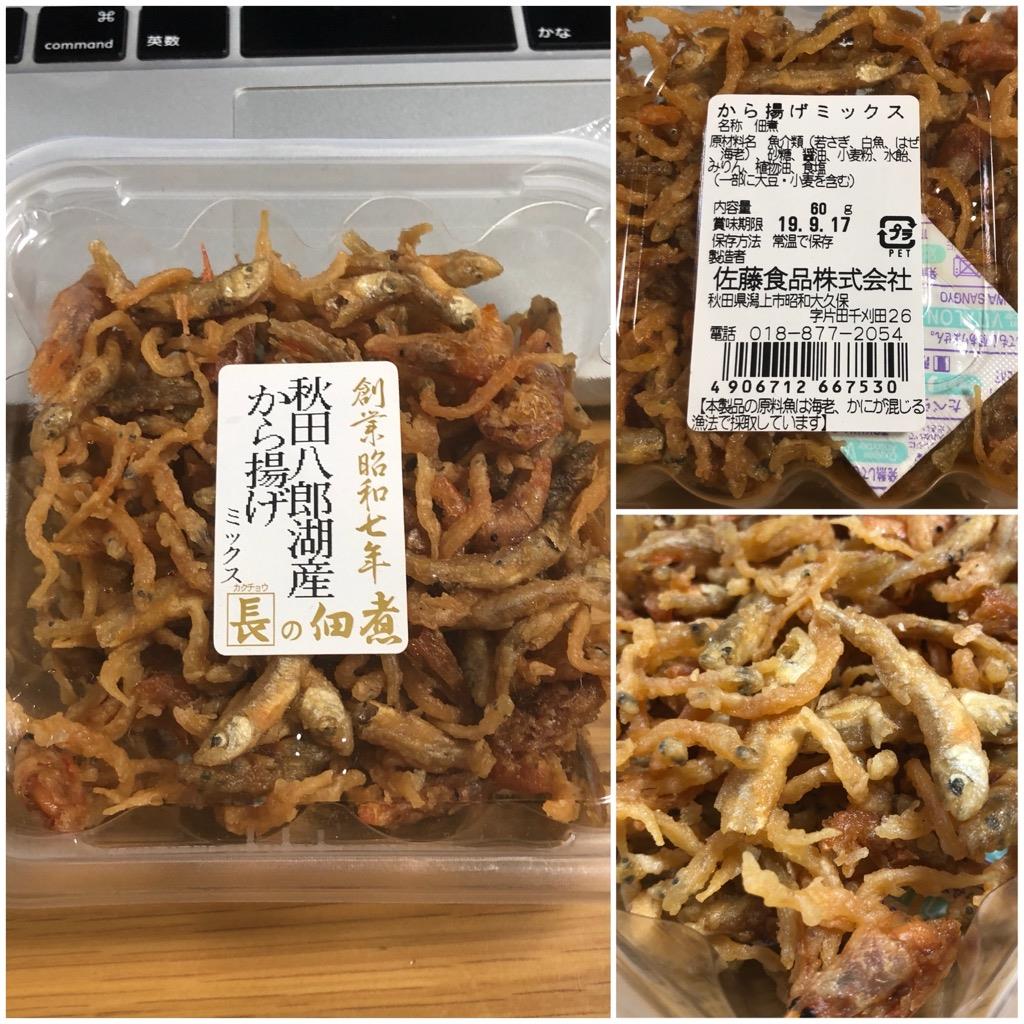 command
英数
かな
創業昭和七年
秋田八郎湖産
から揚げ
ミックス
カクチョウ
長の佃煮
から揚げミックス
名称 佃煮
原材料名 魚介類(若さぎ、白魚、はぜ
、海老)、砂糖、醤油、小麦粉、水飴、
みりん、植物油、食塩
(一部に大豆・小麦を含む)
内容量 60 g
賞味期限 19.9.17
保存方法 常温で保存
製造者
佐藤食品株式会社
秋田県潟上市昭和大久保
字片田千刈田26
電話 018-877-2054
4906712 667530
【本製品の原料魚は海老、かにが混じる
漁法で採取しています】
プラ
PET
WA SANGYO